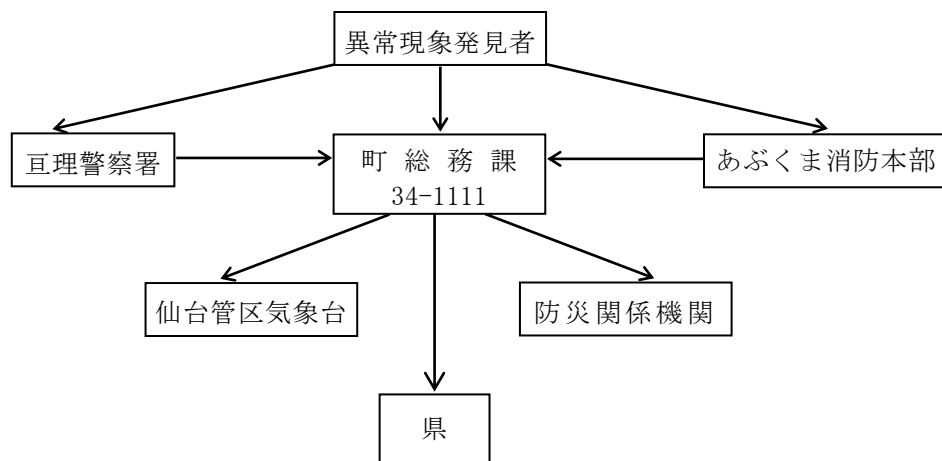 異常現象発見者
亘理警察署
町総務課
34-1111
あぶくま消防本部
仙台管区気象台
防災関係機関
県